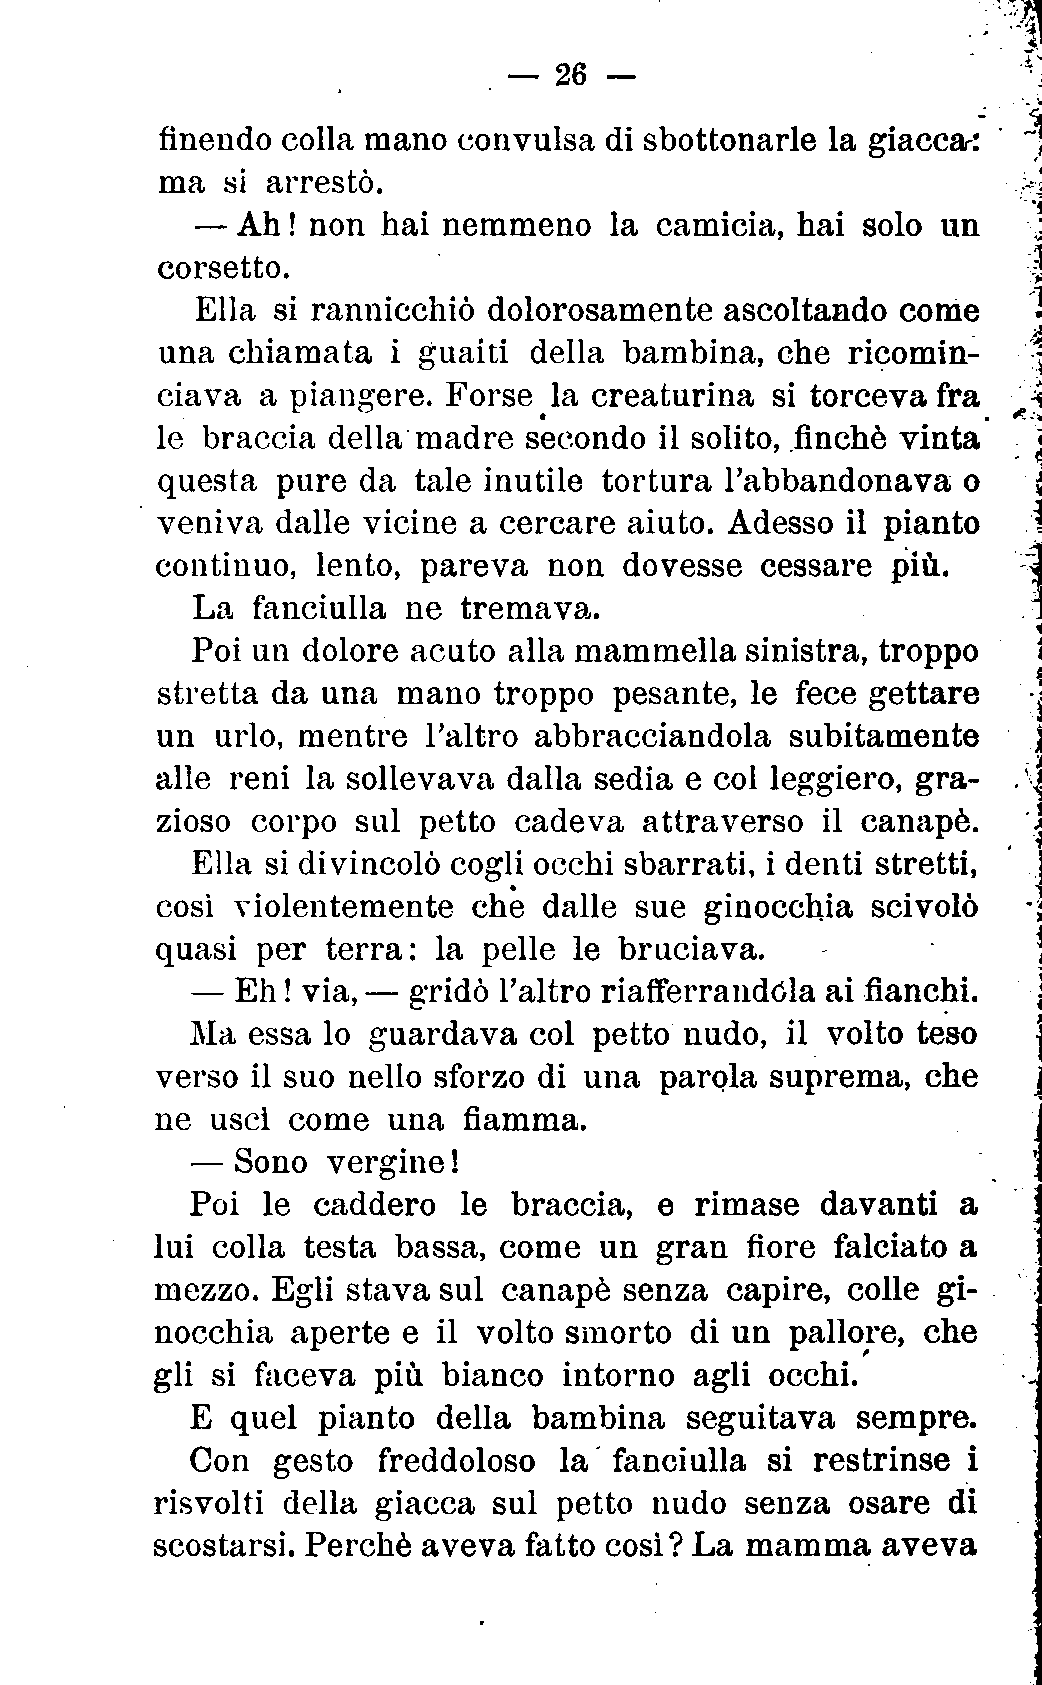 — 26 —
finendo colla mano convulsa di sbottonarle la giacca:
ma si arrestò.
— Ah! non hai nemmeno la camicia, hai solo un
corsetto.
Ella si rannicchiò dolorosamente ascoltando come
una chiamata i guaiti della bambina, che ricomin-
ciava a piangere. Forse la creaturina si torceva fra
le braccia della madre secondo il solito, finchè vinta
questa pure da tale inutile tortura l'abbandonava o
veniva dalle vicine a cercare aiuto. Adesso il pianto
continuo, lento, pareva non dovesse cessare più.
La fanciulla ne tremava.
Poi un dolore acuto alla mammella sinistra, troppo
stretta da una mano troppo pesante, le fece gettare
un urlo, mentre l'altro abbracciandola subitamente
alle reni la sollevava dalla sedia e col leggiero, gra-
zioso corpo sul petto cadeva attraverso il canapè.
Ella si divincolò cogli occhi sbarrati, i denti stretti,
così violentemente che dalle sue ginocchia scivolò
quasi per terra: la pelle le bruciava.
— Eh! via, — gridò l'altro riafferrandola ai fianchi.
Ma essa lo guardava col petto nudo, il volto teso
verso il suo nello sforzo di una parola suprema, che
ne uscì come una fiamma.
— Sono vergine!
Poi le caddero le braccia, e rimase davanti a
lui colla testa bassa, come un gran fiore falciato a
mezzo. Egli stava sul canapè senza capire, colle gi-
nocchia aperte e il volto smorto di un pallore, che
gli si faceva più bianco intorno agli occhi.
E quel pianto della bambina seguitava sempre.
Con gesto freddoloso la fanciulla si restrinse i
risvolti della giacca sul petto nudo senza osare di
scostarsi. Perchè aveva fatto così? La mamma aveva